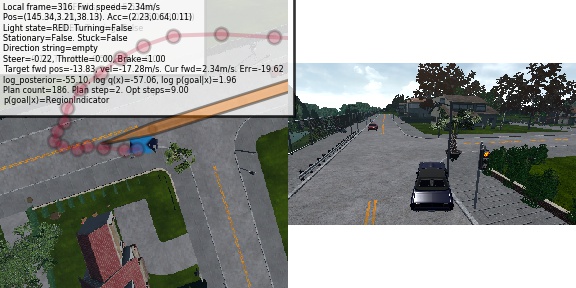 Local frame=316. Fwd speed=2.34m/s
Pos=(145.34,3.21,38.13). Acc=(2.23;0.64,0.11)
Light state=RED. Turning=False
Stationary=False. Stuck=False
Direction string=empty
Steer=-0.22, Throttle=0.00, Brake=1.00
Target fwd pos=-13.83, vel=-17.28m/s. Cur fwd=2.34m/s. Err=-19.62
log_posterior=-55.10, log q(x)=-57.06, log p(goal|x)=1.96
Plan count=186. Plan step=2. Opt steps=9.00
p(goal|x)=RegionIndicator